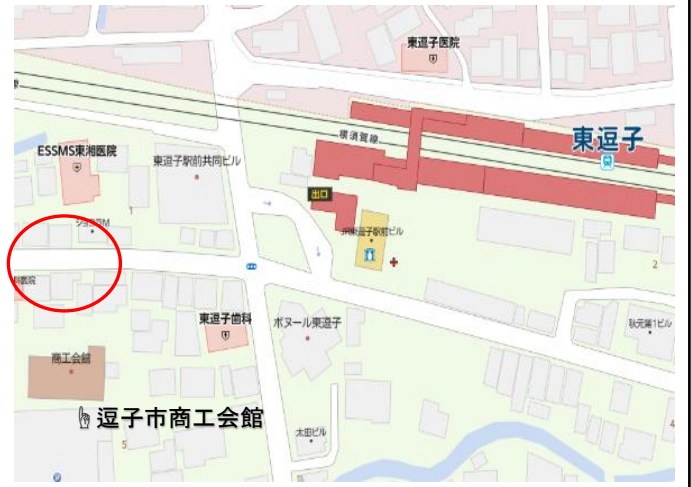 東逗子医院
横須賀線
東逗子
ESSMS東湘医院
東逗子駅前共同ビル
出口
1
JR東逗子駅前ビル
2
科医院
東逗子歯科
ボヌール東逗子
秋元第1ビル
商工会館
逗子市商工会館
太田ビル
4
5